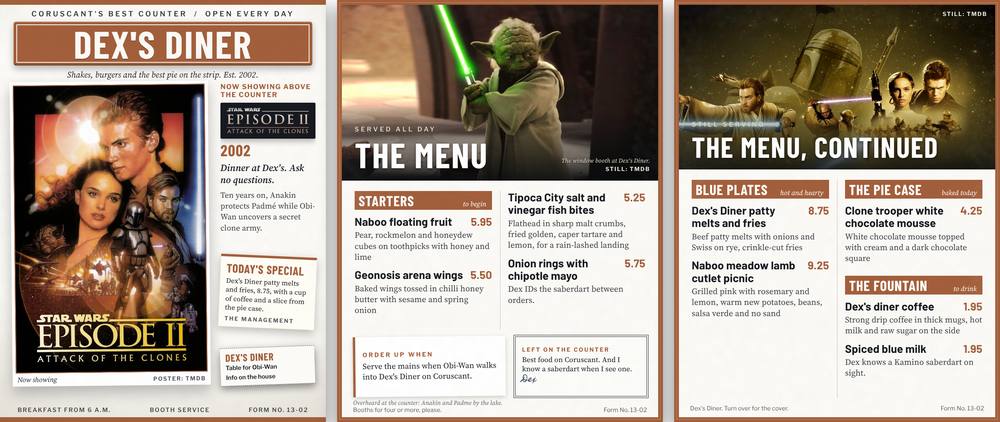 CORUSCANT'S BEST COUNTER / OPEN EVERY DAY
DEX'S DINER
Shakes, burgers and the best pie on the strip. Est. 2002.
STAR WARS
EPISODE II
ATTACK OF THE CLONES
Now showing
POSTER: TMDB
NOW SHOWING ABOVE
THE COUNTER
STAR WARS
EPISODE II
ATTACK OF THE CLONES
2002
Dinner at Dex's. Ask
no questions.
Ten years on, Anakin
protects Padmé while Obi-
Wan uncovers a secret
clone army.
TODAY'S SPECIAL
Dex's Diner patty melts
and fries, 8.75, with a cup
of coffee and a slice from
the pie case.
THE MANAGEMENT
DEX'S DINER
Table for Obi-Wan
Info on the house
BREAKFAST FROM 6 A.M.
BOOTH SERVICE
FORM NO. 13-02
SERVED ALL DAY
THE MENU
The window booth at Dex's Diner.
STILL: TMDB
STARTERS
to begin
Naboo floating fruit 5.95
Pear, rockmelon and honeydew
cubes on toothpicks with honey and
lime
Geonosis arena wings 5.50
Baked wings tossed in chilli honey
butter with sesame and spring
onion
Tipoca City salt and 5.25
vinegar fish bites
Flathead in sharp malt crumbs,
fried golden, caper tartare and
lemon, for a rain-lashed landing
Onion rings with 5.75
chipotle mayo
Dex IDs the saberdart between
orders.
ORDER UP WHEN
Serve the mains when Obi-Wan walks
into Dex's Diner on Coruscant.
LEFT ON THE COUNTER
Best food on Coruscant. And I
know a saberdart when I see one.
Dex
Overheard at the counter: Anakin and Padme by the lake.
Booths for four or more, please.
Form No. 13-02
STILL: TMDB
STILL SERVING
THE MENU, CONTINUED
BLUE PLATES
hot and hearty
Dex's Diner patty 8.75
melts and fries
Beef patty melts with onions and
Swiss on rye, crinkle-cut fries
Naboo meadow lamb 9.25
cutlet picnic
Grilled pink with rosemary and
lemon, warm new potatoes, beans,
salsa verde and no sand
THE PIE CASE
baked today
Clone trooper white 4.25
chocolate mousse
White chocolate mousse topped
with cream and a dark chocolate
square
THE FOUNTAIN
to drink
Dex's diner coffee 1.95
Strong drip coffee in thick mugs, hot
milk and raw sugar on the side
Spiced blue milk 1.95
Dex knows a Kamino saberdart on
sight.
Dex's Diner. Turn over for the cover.
Form No. 13-02